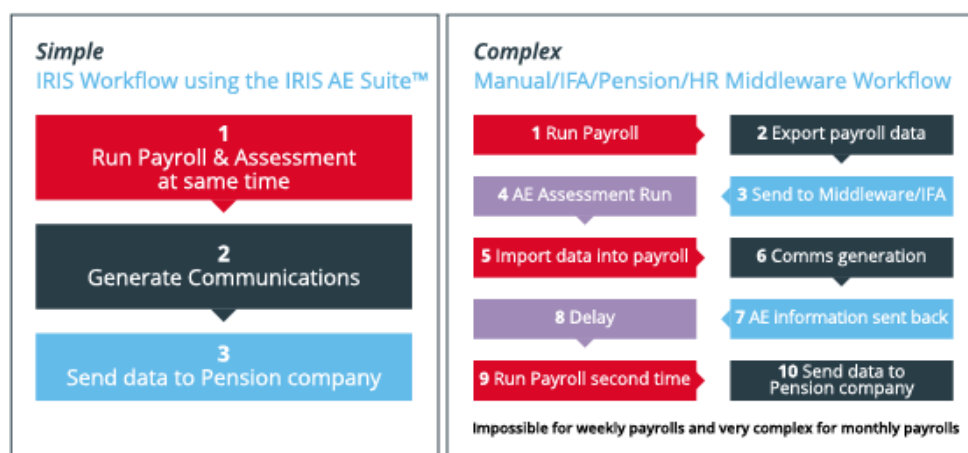 Simple
IRIS Workflow using the IRIS AE Suite™
1
Run Payroll & Assessment
at same time
2
Generate Communications
3
Send data to Pension company
Complex
Manual/IFA/Pension/HR Middleware Workflow
1 Run Payroll
2 Export payroll data
3 Send to Middleware/IFA
4 AE Assessment Run
5 Import data into payroll
6 Comms generation
7 AE information sent back
8 Delay
9 Run Payroll second time
10 Send data to
Pension company
Impossible for weekly payrolls and very complex for monthly payrolls